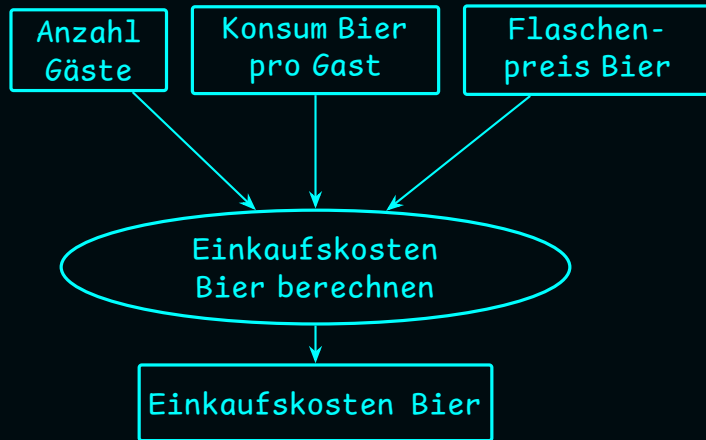 Anzahl
Gäste
Konsum Bier
pro Gast
Flaschen-
preis Bier
Einkaufskosten
Bier berechnen
Einkaufskosten Bier